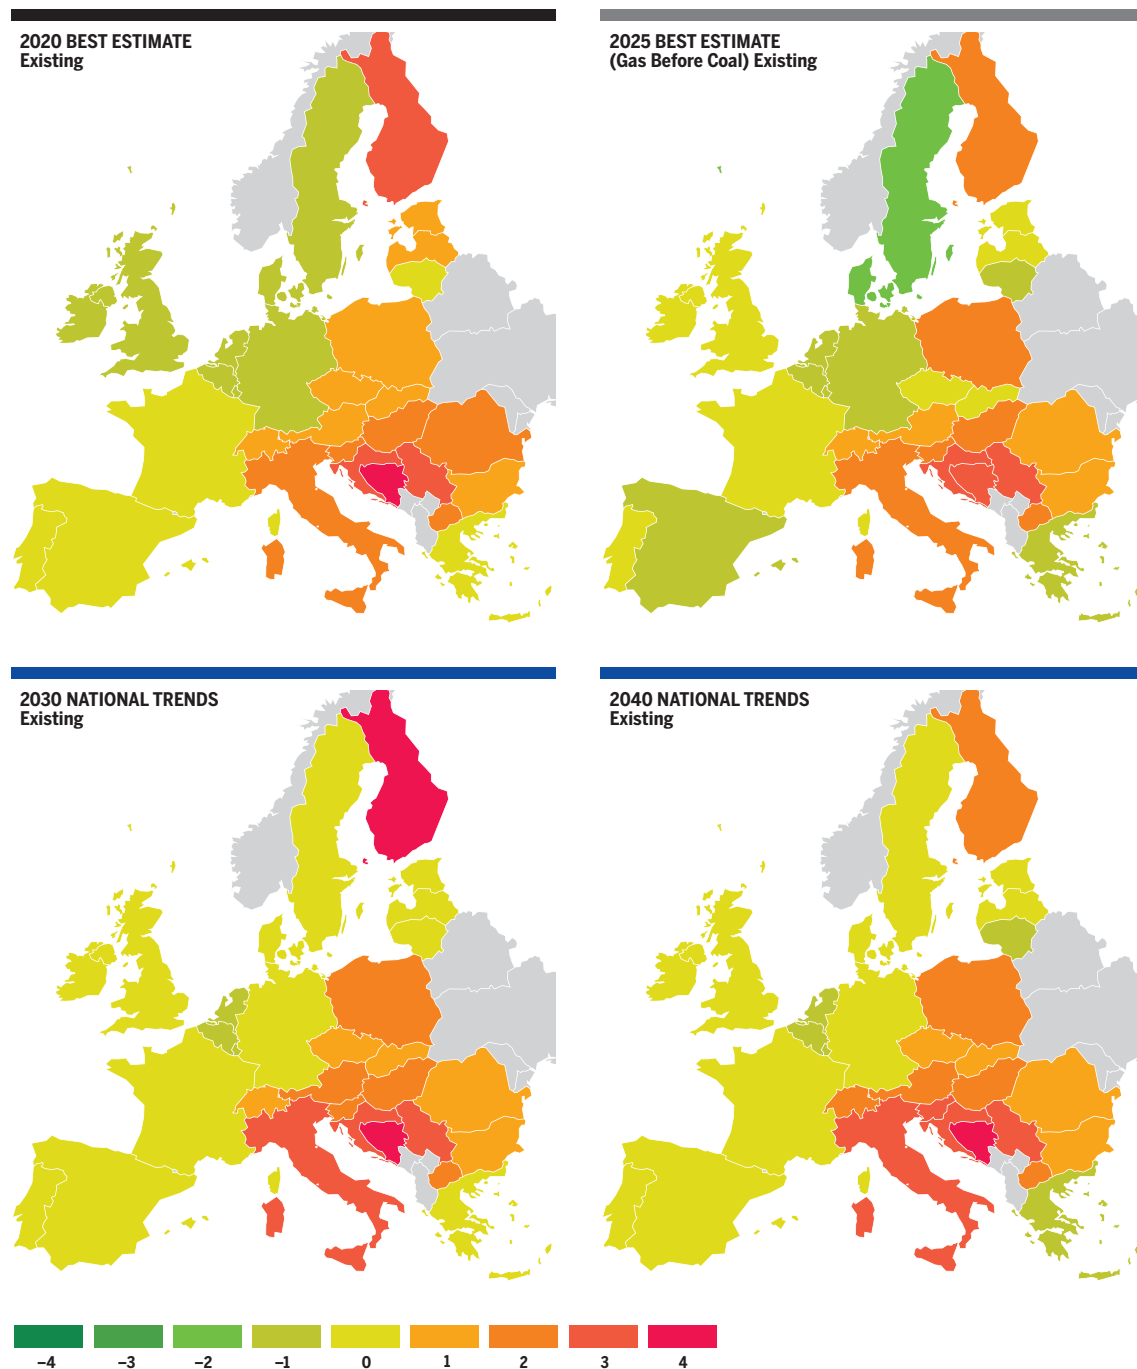 2020 BEST ESTIMATE
Existing
2025 BEST ESTIMATE
(Gas Before Coal) Existing
2030 NATIONAL TRENDS
Existing
2040 NATIONAL TRENDS
Existing
–4 –3 –2 –1 0 1 2 3 4